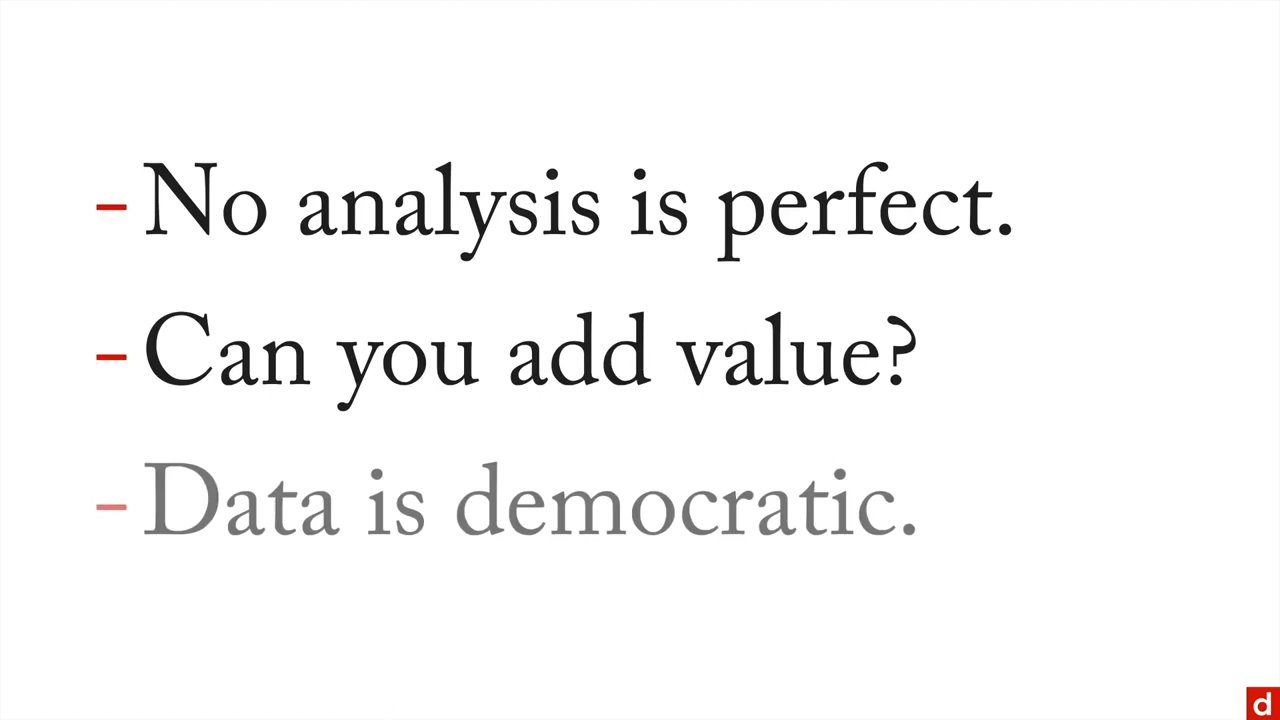 - No analysis is perfect.
- Can you add value?
- Data is democratic.
d